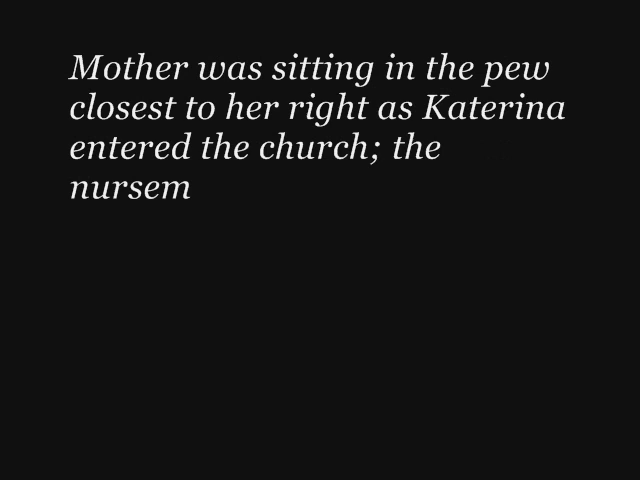 Mother was sitting in the pew
closest to her right as Katerina
entered the church; the
nursem